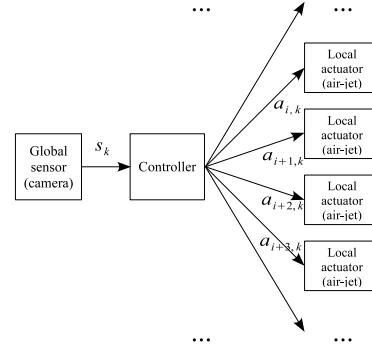 ... ...
Local
actuator
(air-jet)
a_{i,k}
Local
actuator
(air-jet)
a_{i+1,k}
Global
sensor
(camera)
s_k
Controller
Local
actuator
(air-jet)
a_{i+2,k}
Local
actuator
(air-jet)
a_{i+3,k}
... ...